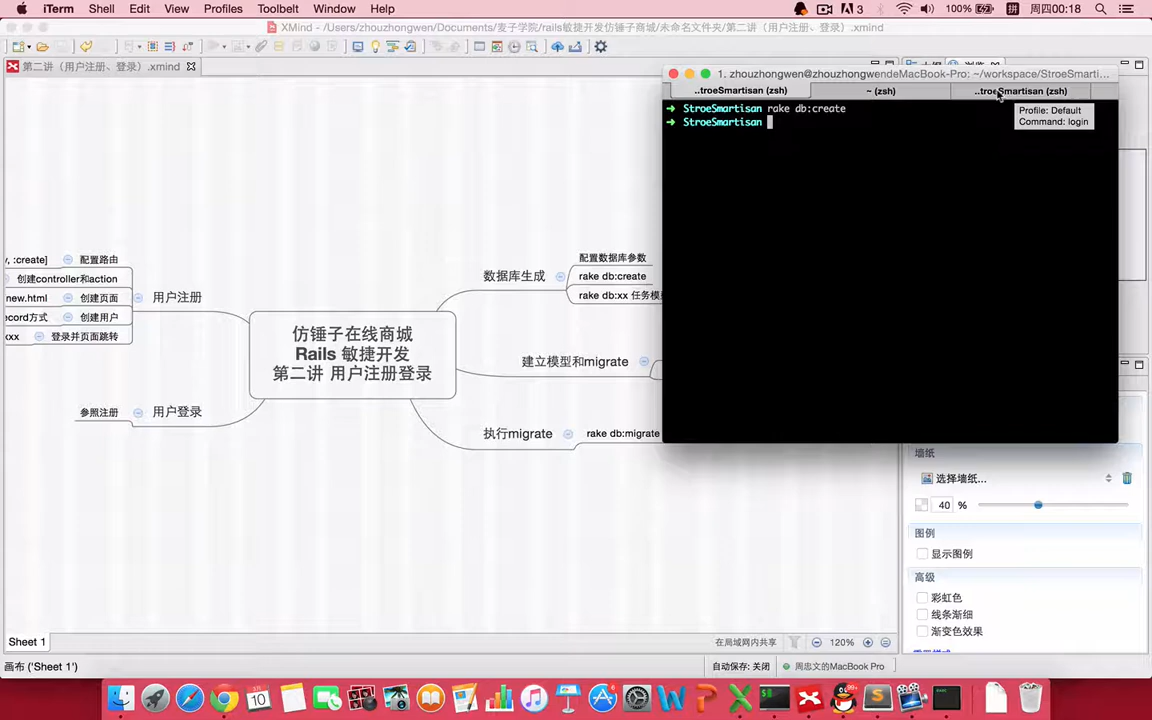 iTerm Shell Edit View Profiles Toolbelt Window Help
3 100% 拼 周四00:18
XMind - /Users/zhouzhongwen/Documents/麦子学院/rails敏捷开发仿锤子商城/未命名文件夹/第二讲（用户注册、登录）.xmind
第二讲（用户注册、登录）.xmind
1. zhouzhongwen@zhouzhongwendeMacBook-Pro: ~/workspace/StroeSmarti...
..troeSmartisan (zsh) ~ (zsh) ..troeSmartisan (zsh)
➜ StroeSmartisan rake db:create
➜ StroeSmartisan
Profile: Default
Command: login
y, :create] 配置路由
创建controller和action
new.html 创建页面
ecord方式 创建用户
xxx 登录并页面跳转
用户注册
参照注册 用户登录
仿锤子在线商城
Rails 敏捷开发
第二讲 用户注册登录
数据库生成
配置数据库参数
rake db:create
rake db:xx 任务模
建立模型和migrate
执行migrate rake db:migrate
墙纸
选择墙纸...
40 %
图例
显示图例
高级
彩虹色
线条渐细
渐变色效果
Sheet 1
在局域网内共享 120%
画布 ('Sheet 1')
自动保存: 关闭 周忠文的MacBook Pro